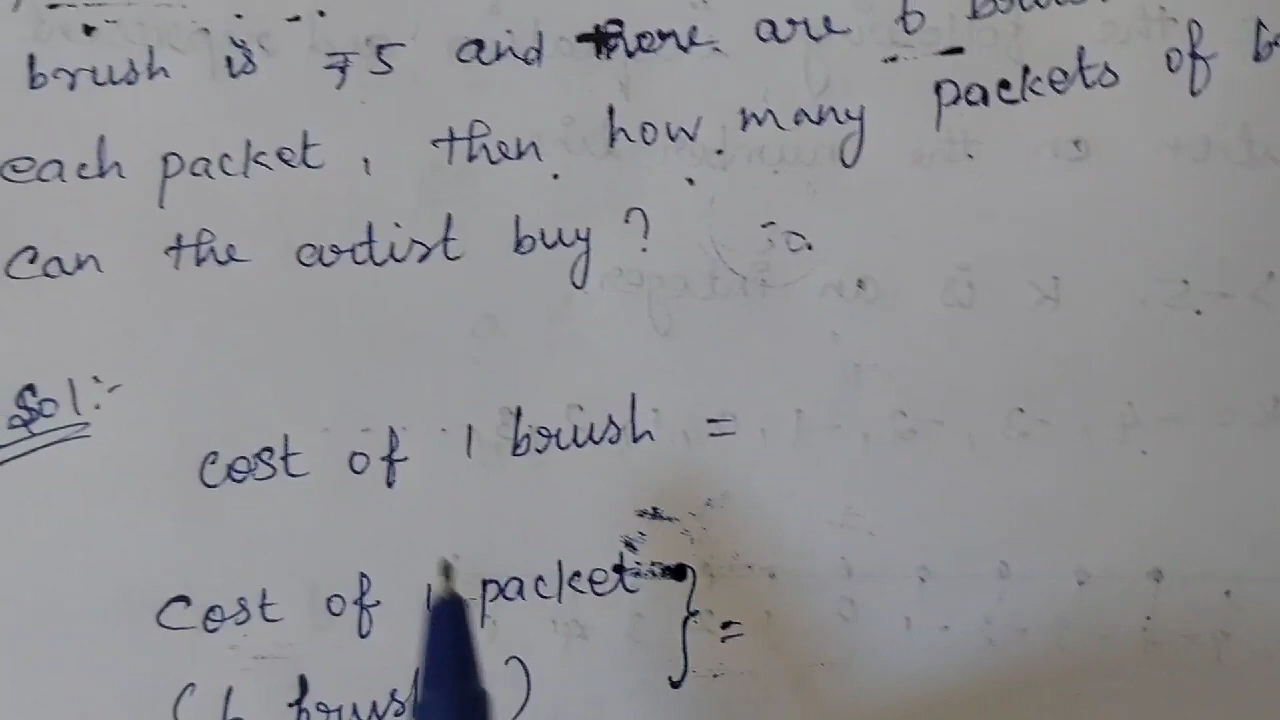 brush is ₹5 and there are 6
each packet, then how many packets of
can the artist buy?
Sol:-
cost of 1 brush =
cost of 1 packet } =
(6 brush )